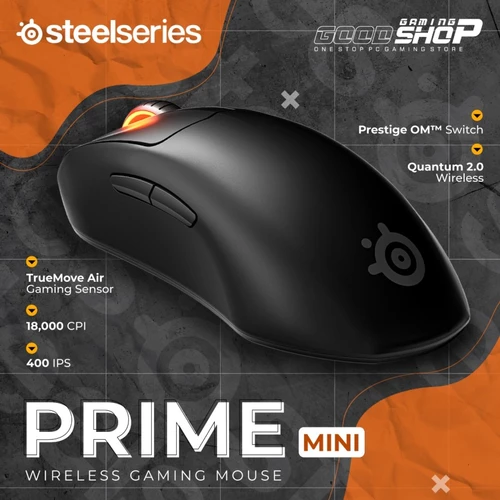 steelseries
GAMING
GOOD SHOP
ONE STOP PC GAMING STORE
Prestige OM™ Switch
Quantum 2.0
Wireless
TrueMove Air
Gaming Sensor
18,000 CPI
400 IPS
PRIME MINI
WIRELESS GAMING MOUSE